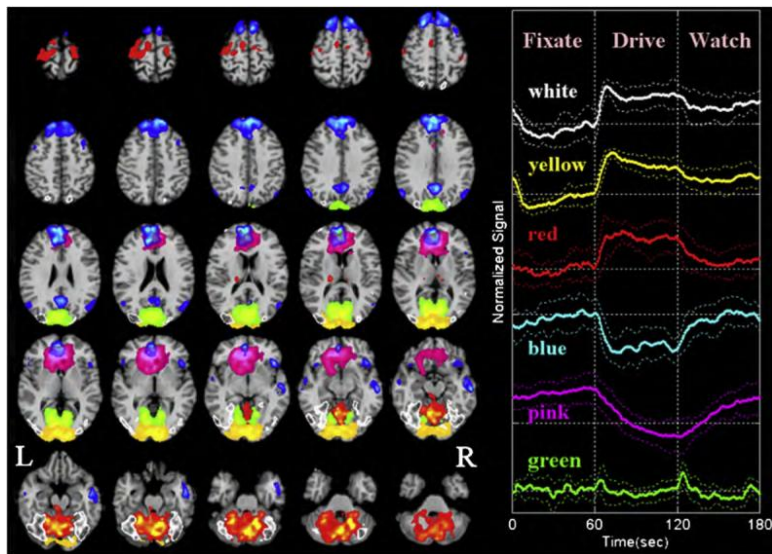 Fixate Drive Watch
white
yellow
red
blue
pink
green
Normalized Signal
L R
0 60 120 180
Time(sec)